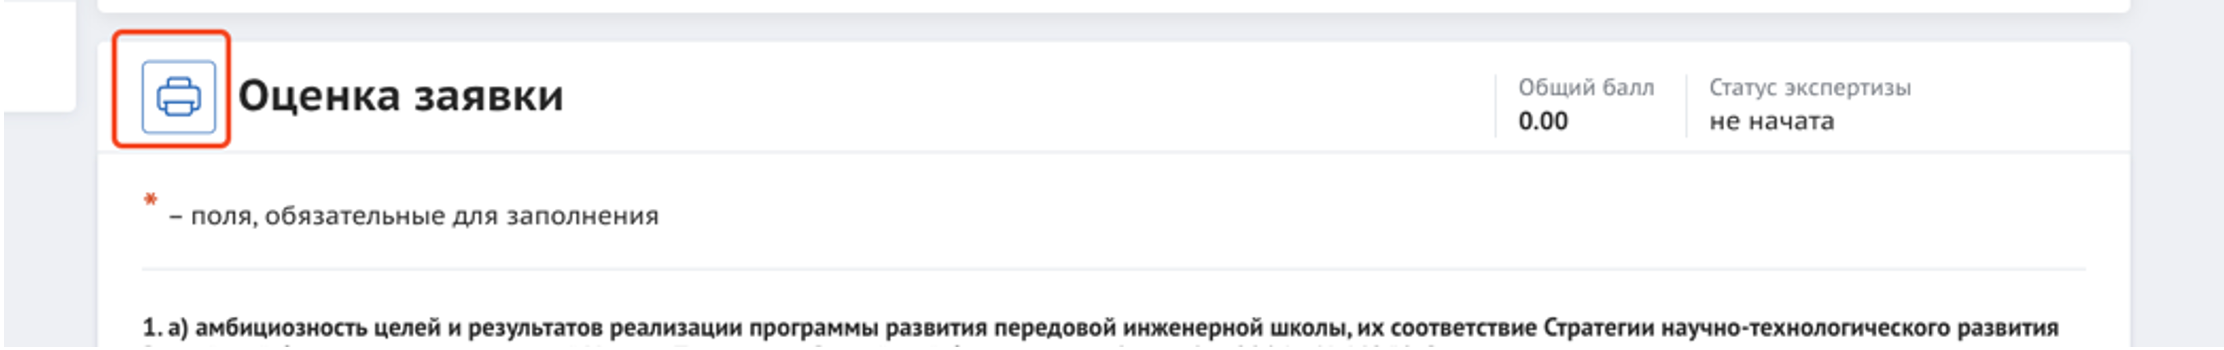 Оценка заявки
Общий балл
0.00
Статус экспертизы
не начата
* – поля, обязательные для заполнения
1. а) амбициозность целей и результатов реализации программы развития передовой инженерной школы, их соответствие Стратегии научно-технологического развития